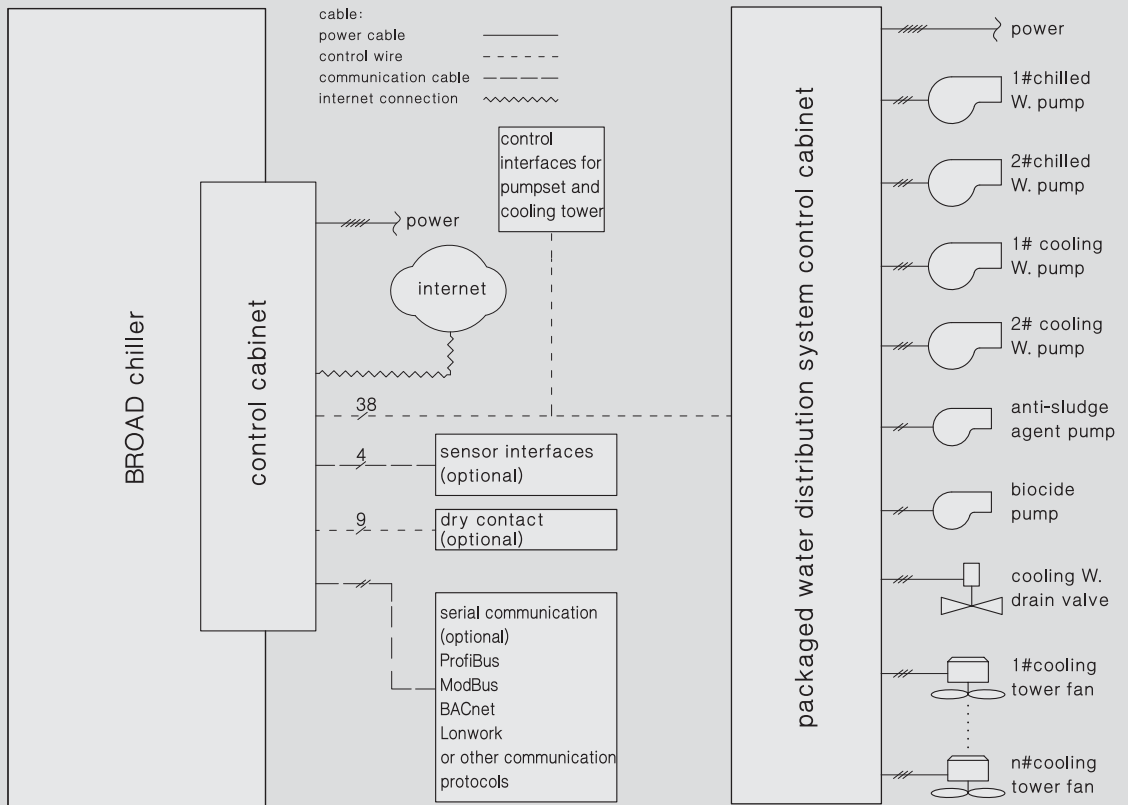 cable:
power cable
control wire
communication cable
internet connection
BROAD chiller
control cabinet
power
internet
control
interfaces for
pumpset and
cooling tower
38
4
sensor interfaces
(optional)
9
dry contact
(optional)
serial communication
(optional)
ProfiBus
ModBus
BACnet
Lonwork
or other communication
protocols
packaged water distribution system control cabinet
power
1#chilled
W. pump
2#chilled
W. pump
1# cooling
W. pump
2# cooling
W. pump
anti-sludge
agent pump
biocide
pump
cooling W.
drain valve
1#cooling
tower fan
n#cooling
tower fan